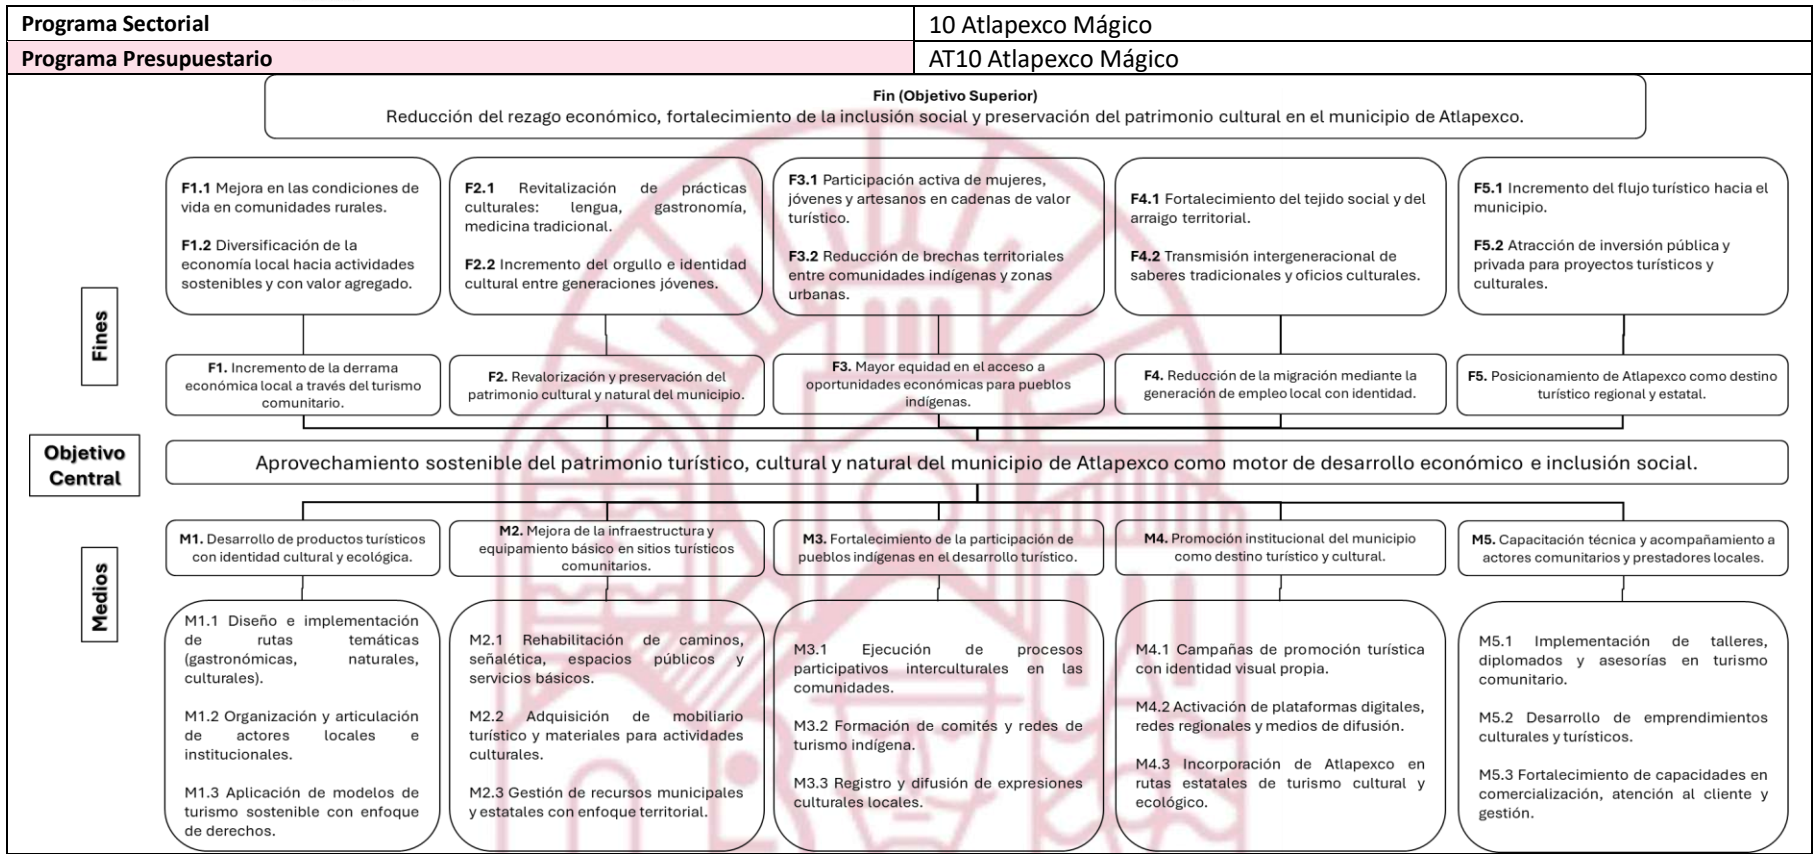 Programa Sectorial
10 Atlapexco Mágico
Programa Presupuestario
AT10 Atlapexco Mágico
Fin (Objetivo Superior)
Reducción del rezago económico, fortalecimiento de la inclusión social y preservación del patrimonio cultural en el municipio de Atlapexco.
Fines
F1.1 Mejora en las condiciones de
vida en comunidades rurales.
F1.2 Diversificación de la
economía local hacia actividades
sostenibles y con valor agregado.
F2.1 Revitalización de prácticas
culturales: lengua, gastronomía,
medicina tradicional.
F2.2 Incremento del orgullo e identidad
cultural entre generaciones jóvenes.
F3.1 Participación activa de mujeres,
jóvenes y artesanos en cadenas de valor
turístico.
F3.2 Reducción de brechas territoriales
entre comunidades indígenas y zonas
urbanas.
F4.1 Fortalecimiento del tejido social y del
arraigo territorial.
F4.2 Transmisión intergeneracional de
saberes tradicionales y oficios culturales.
F5.1 Incremento del flujo turístico hacia el
municipio.
F5.2 Atracción de inversión pública y
privada para proyectos turísticos y
culturales.
F1. Incremento de la derrama
económica local a través del turismo
comunitario.
F2. Revalorización y preservación del
patrimonio cultural y natural del municipio.
F3. Mayor equidad en el acceso a
oportunidades económicas para pueblos
indígenas.
F4. Reducción de la migración mediante la
generación de empleo local con identidad.
F5. Posicionamiento de Atlapexco como destino
turístico regional y estatal.
Objetivo
Central
Aprovechamiento sostenible del patrimonio turístico, cultural y natural del municipio de Atlapexco como motor de desarrollo económico e inclusión social.
Medios
M1. Desarrollo de productos turísticos
con identidad cultural y ecológica.
M2. Mejora de la infraestructura y
equipamiento básico en sitios turísticos
comunitarios.
M3. Fortalecimiento de la participación de
pueblos indígenas en el desarrollo turístico.
M4. Promoción institucional del municipio
como destino turístico y cultural.
M5. Capacitación técnica y acompañamiento a
actores comunitarios y prestadores locales.
M1.1 Diseño e implementación
de rutas temáticas
(gastronómicas, naturales,
culturales).
M1.2 Organización y articulación
de actores locales e
institucionales.
M1.3 Aplicación de modelos de
turismo sostenible con enfoque
de derechos.
M2.1 Rehabilitación de caminos,
señalética, espacios públicos y
servicios básicos.
M2.2 Adquisición de mobiliario
turístico y materiales para actividades
culturales.
M2.3 Gestión de recursos municipales
y estatales con enfoque territorial.
M3.1 Ejecución de procesos
participativos interculturales en las
comunidades.
M3.2 Formación de comités y redes de
turismo indígena.
M3.3 Registro y difusión de expresiones
culturales locales.
M4.1 Campañas de promoción turística
con identidad visual propia.
M4.2 Activación de plataformas digitales,
redes regionales y medios de difusión.
M4.3 Incorporación de Atlapexco en
rutas estatales de turismo cultural y
ecológico.
M5.1 Implementación de talleres,
diplomados y asesorías en turismo
comunitario.
M5.2 Desarrollo de emprendimientos
culturales y turísticos.
M5.3 Fortalecimiento de capacidades en
comercialización, atención al cliente y
gestión.